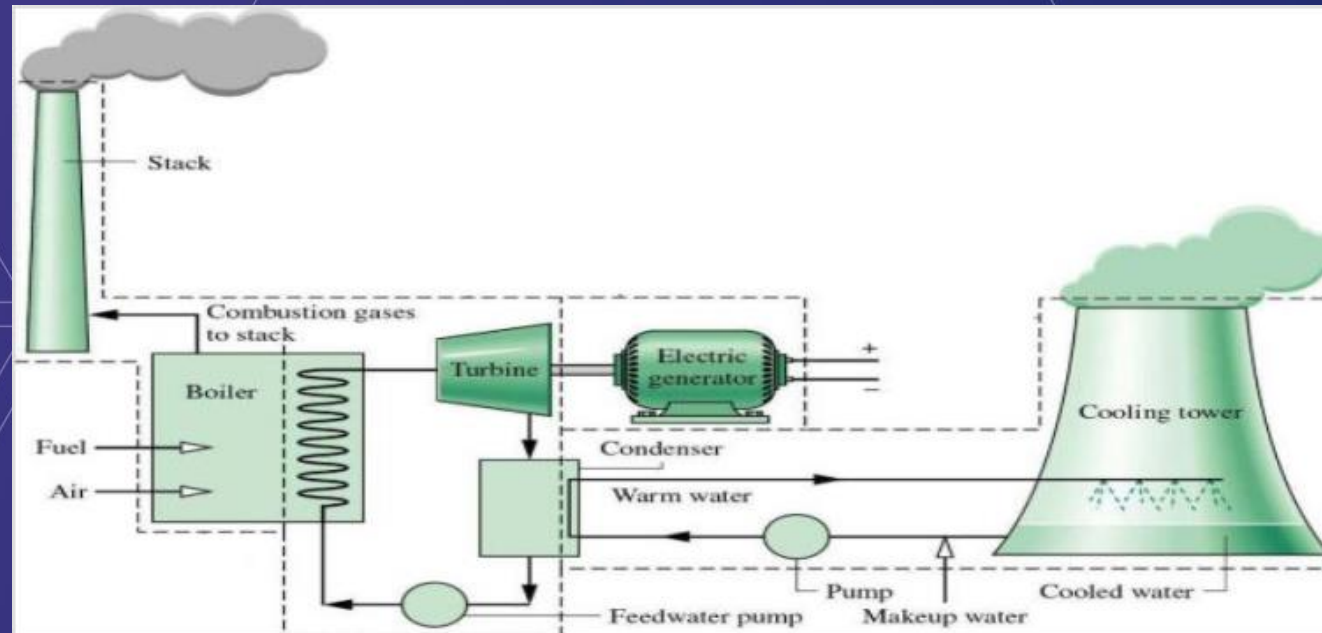 Stack
Combustion gases
to stack
Boiler
Fuel
Air
Turbine
Electric
generator
+
−
Condenser
Warm water
Cooling tower
Pump
Makeup water
Cooled water
Feedwater pump